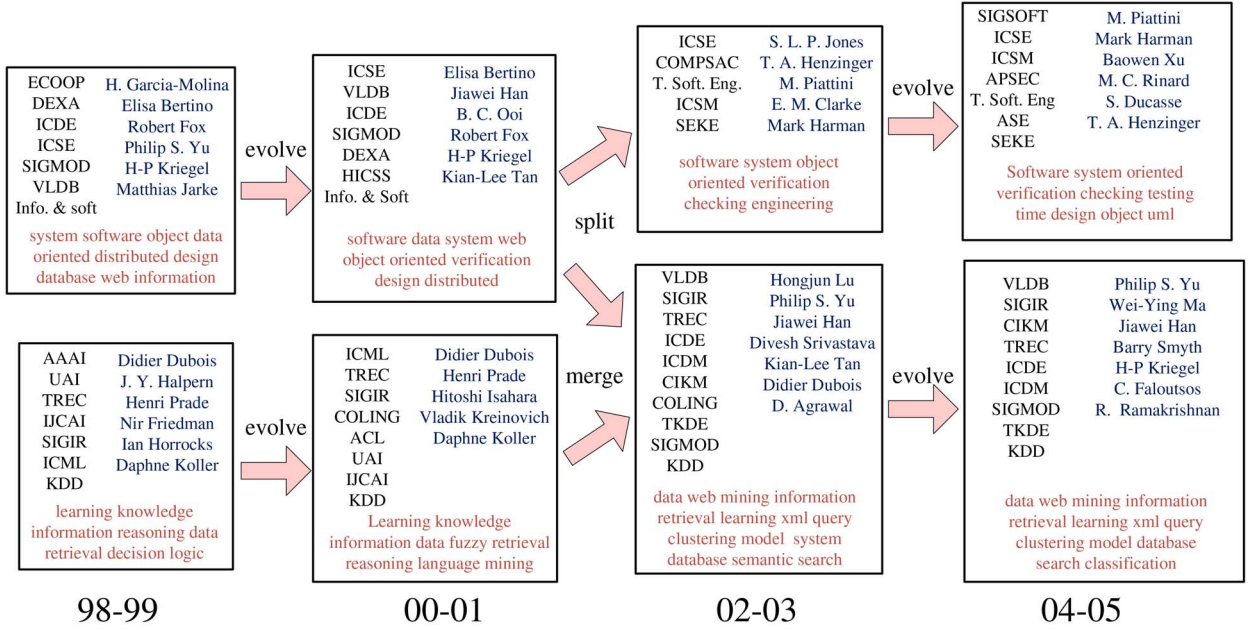 ECOOP
DEXA
ICDE
ICSE
SIGMOD
VLDB
Info. & soft
H. Garcia-Molina
Elisa Bertino
Robert Fox
Philip S. Yu
H-P Kriegel
Matthias Jarke
system software object data
oriented distributed design
database web information
evolve
ICSE
VLDB
ICDE
SIGMOD
DEXA
HICSS
Info. & Soft
Elisa Bertino
Jiawei Han
B. C. Ooi
Robert Fox
H-P Kriegel
Kian-Lee Tan
software data system web
object oriented verification
design distributed
split
ICSE
COMPSAC
T. Soft. Eng.
ICSM
SEKE
S. L. P. Jones
T. A. Henzinger
M. Piattini
E. M. Clarke
Mark Harman
software system object
oriented verification
checking engineering
evolve
SIGSOFT
ICSE
ICSM
APSEC
T. Soft. Eng
ASE
SEKE
M. Piattini
Mark Harman
Baowen Xu
M. C. Rinard
S. Ducasse
T. A. Henzinger
Software system oriented
verification checking testing
time design object uml
AAAI
UAI
TREC
IJCAI
SIGIR
ICML
KDD
Didier Dubois
J. Y. Halpern
Henri Prade
Nir Friedman
Ian Horrocks
Daphne Koller
learning knowledge
information reasoning data
retrieval decision logic
evolve
ICML
TREC
SIGIR
COLING
ACL
UAI
IJCAI
KDD
Didier Dubois
Henri Prade
Hitoshi Isahara
Vladik Kreinovich
Daphne Koller
Learning knowledge
information data fuzzy retrieval
reasoning language mining
merge
VLDB
SIGIR
TREC
ICDE
ICDM
CIKM
COLING
TKDE
SIGMOD
KDD
Hongjun Lu
Philip S. Yu
Jiawei Han
Divesh Srivastava
Kian-Lee Tan
Didier Dubois
D. Agrawal
data web mining information
retrieval learning xml query
clustering model system
database semantic search
evolve
VLDB
SIGIR
CIKM
TREC
ICDE
ICDM
SIGMOD
TKDE
KDD
Philip S. Yu
Wei-Ying Ma
Jiawei Han
Barry Smyth
H-P Kriegel
C. Faloutsos
R. Ramakrishnan
data web mining information
retrieval learning xml query
clustering model database
search classification
98-99
00-01
02-03
04-05